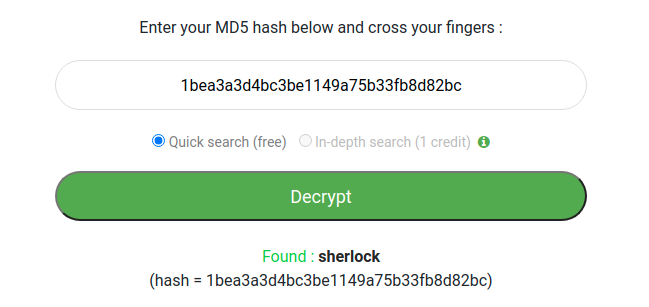 Enter your MD5 hash below and cross your fingers :
1bea3a3d4bc3be1149a75b33fb8d82bc
Quick search (free) In-depth search (1 credit)
Decrypt
Found : sherlock
(hash = 1bea3a3d4bc3be1149a75b33fb8d82bc)